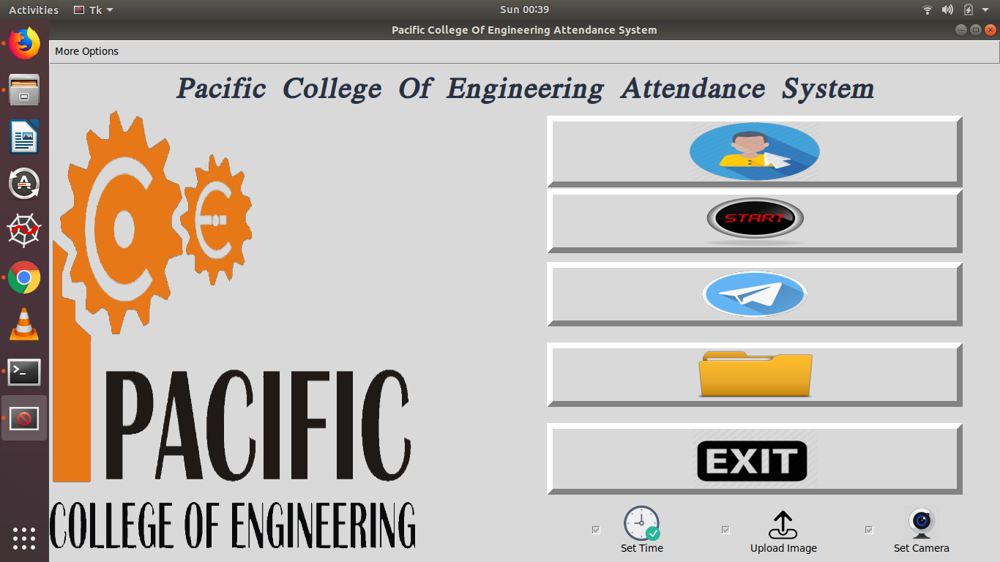 Activities Tk Sun 00:39
Pacific College Of Engineering Attendance System
More Options
Pacific College Of Engineering Attendance System
START
PACIFIC
COLLEGE OF ENGINEERING
EXIT
Set Time Upload Image Set Camera